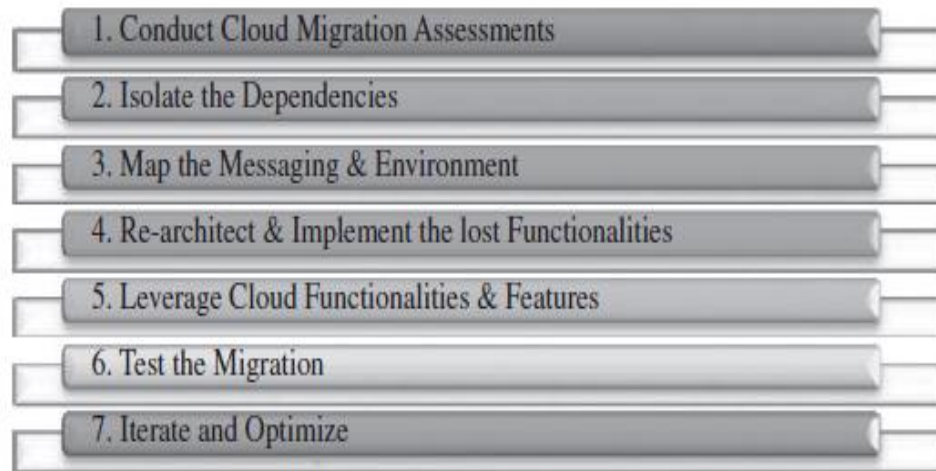 1. Conduct Cloud Migration Assessments
2. Isolate the Dependencies
3. Map the Messaging & Environment
4. Re-architect & Implement the lost Functionalities
5. Leverage Cloud Functionalities & Features
6. Test the Migration
7. Iterate and Optimize